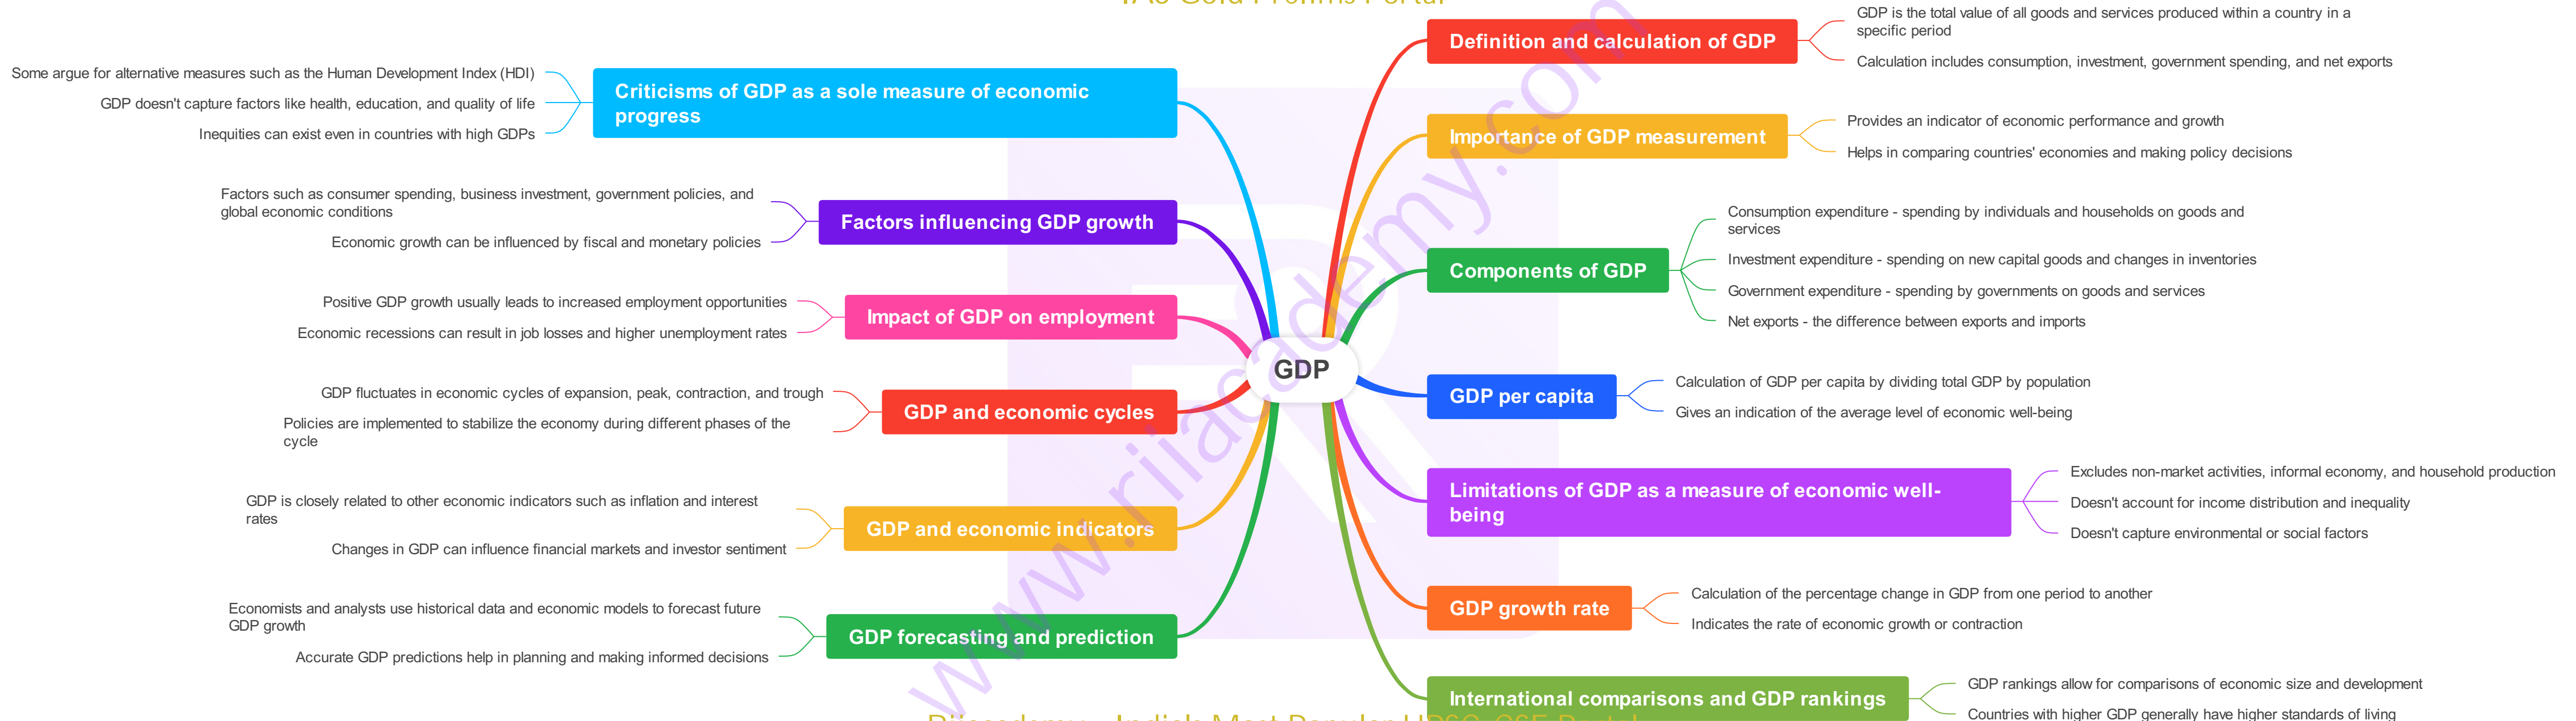 GDP
Definition and calculation of GDP
GDP is the total value of all goods and services produced within a country in a
specific period
Calculation includes consumption, investment, government spending, and net exports
Importance of GDP measurement
Provides an indicator of economic performance and growth
Helps in comparing countries' economies and making policy decisions
Components of GDP
Consumption expenditure - spending by individuals and households on goods and
services
Investment expenditure - spending on new capital goods and changes in inventories
Government expenditure - spending by governments on goods and services
Net exports - the difference between exports and imports
GDP per capita
Calculation of GDP per capita by dividing total GDP by population
Gives an indication of the average level of economic well-being
Limitations of GDP as a measure of economic well-
being
Excludes non-market activities, informal economy, and household production
Doesn't account for income distribution and inequality
Doesn't capture environmental or social factors
GDP growth rate
Calculation of the percentage change in GDP from one period to another
Indicates the rate of economic growth or contraction
International comparisons and GDP rankings
GDP rankings allow for comparisons of economic size and development
Countries with higher GDP generally have higher standards of living
Criticisms of GDP as a sole measure of economic
progress
Some argue for alternative measures such as the Human Development Index (HDI)
GDP doesn't capture factors like health, education, and quality of life
Inequities can exist even in countries with high GDPs
Factors influencing GDP growth
Factors such as consumer spending, business investment, government policies, and
global economic conditions
Economic growth can be influenced by fiscal and monetary policies
Impact of GDP on employment
Positive GDP growth usually leads to increased employment opportunities
Economic recessions can result in job losses and higher unemployment rates
GDP and economic cycles
GDP fluctuates in economic cycles of expansion, peak, contraction, and trough
Policies are implemented to stabilize the economy during different phases of the
cycle
GDP and economic indicators
GDP is closely related to other economic indicators such as inflation and interest
rates
Changes in GDP can influence financial markets and investor sentiment
GDP forecasting and prediction
Economists and analysts use historical data and economic models to forecast future
GDP growth
Accurate GDP predictions help in planning and making informed decisions
www.rijacademy.com